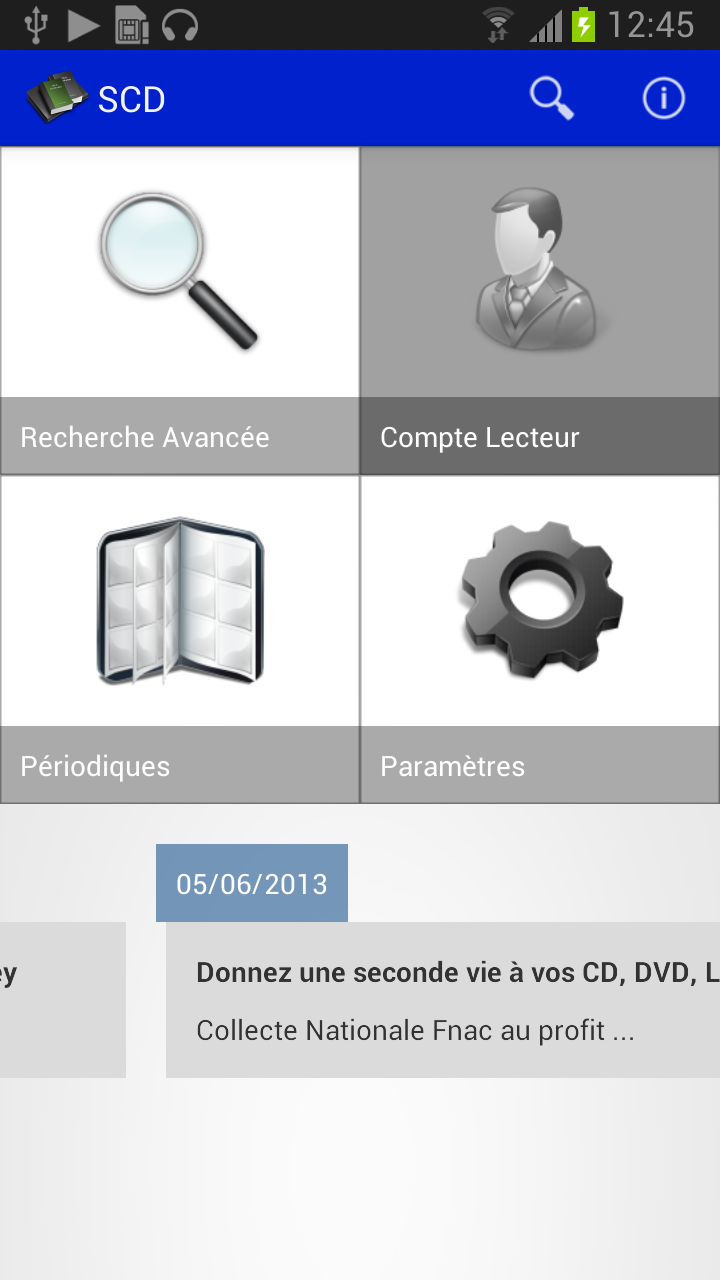 12:45
SCD
Recherche Avancée
Compte Lecteur
Périodiques
Paramètres
05/06/2013
ey
Donnez une seconde vie à vos CD, DVD, L
Collecte Nationale Fnac au profit ...